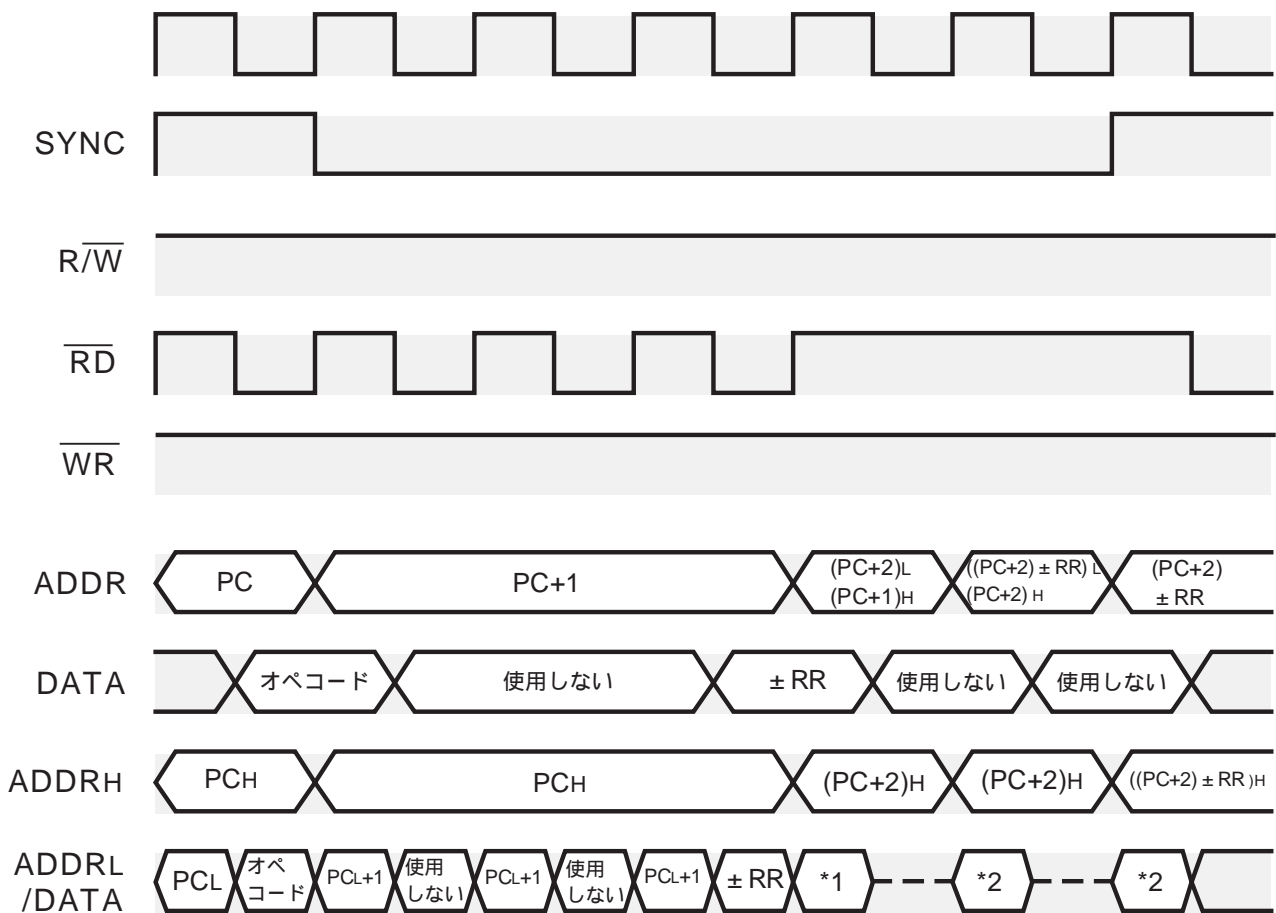 SYNC
R/W
RD
WR
ADDR
PC
PC+1
(PC+2)L
(PC+1)H
((PC+2) ± RR) L
(PC+2) H
(PC+2)
± RR
DATA
オペコード
使用しない
± RR
使用しない
使用しない
ADDRH
PCH
PCH
(PC+2)H
(PC+2)H
((PC+2) ± RR )H
ADDRL
/DATA
PCL
オペ
コード
PCL+1
使用
しない
PCL+1
使用
しない
PCL+1
± RR
*1
*2
*2